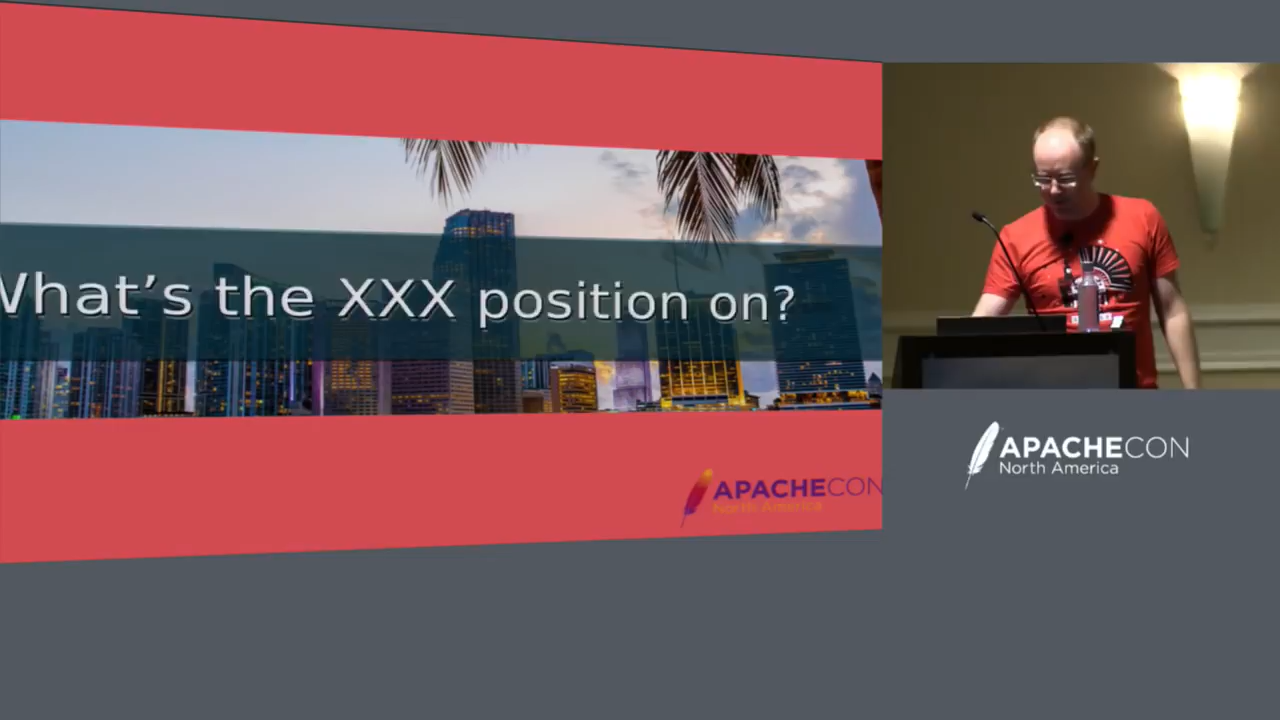 What's the XXX position on?
APACHECON
North America
APACHECON
North America